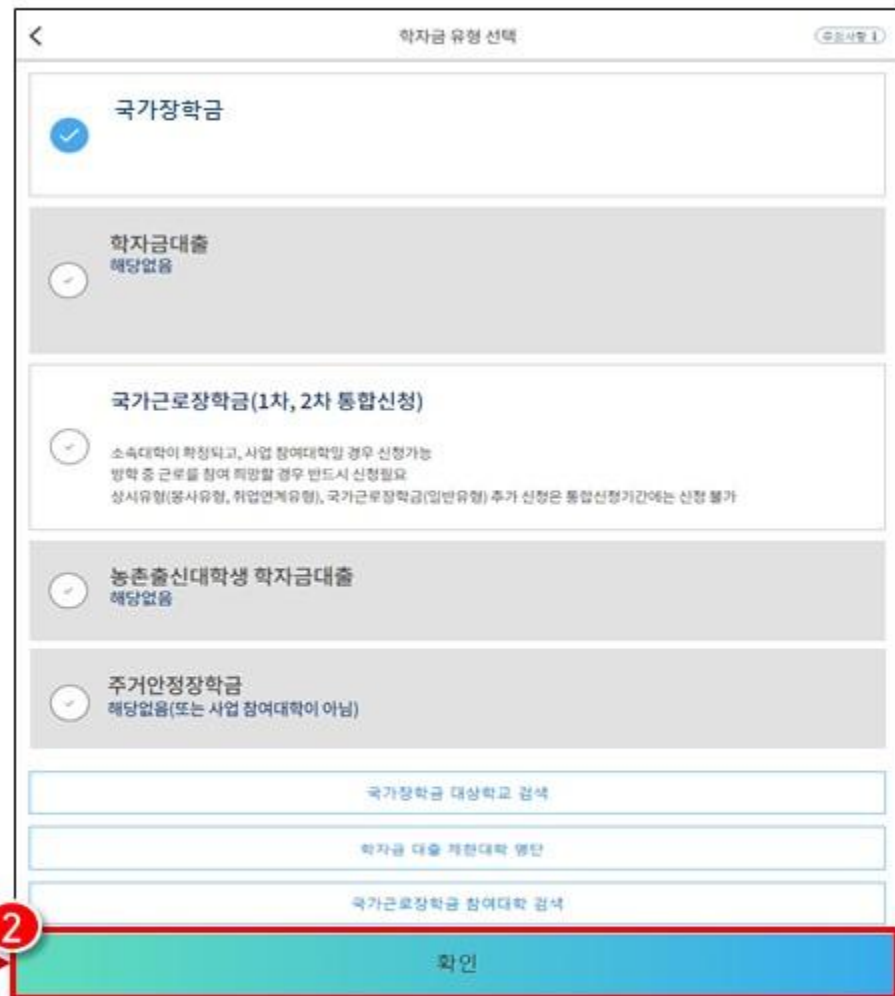 학자금 유형 선택
주의사항
국가장학금
학자금대출
해당없음
국가근로장학금(1차, 2차 통합신청)
소속대학이 확정되고, 사업 참여대학일 경우 신청가능
방학 중 근로를 참여 희망할 경우 반드시 신청필요
상시유형(봉사유형, 취업연계유형), 국가근로장학금(일반유형) 추가 신청은 통합신청기간에는 신청 불가
농촌출신대학생 학자금대출
해당없음
주거안정장학금
해당없음(또는 사업 참여대학이 아님)
국가장학금 대상학교 검색
학자금 대출 제한대학 명단
국가근로장학금 참여대학 검색
2
확인